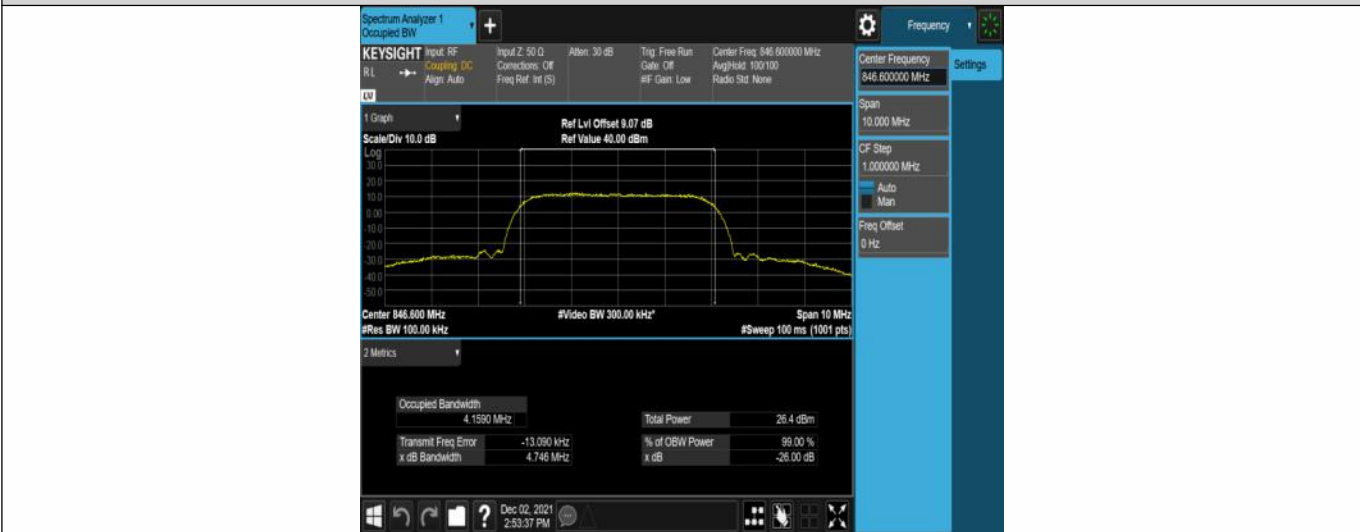 Spectrum Analyzer 1
Occupied BW
Frequency
KEYSIGHT
RL
LV
Input: RF
Coupling: DC
Align: Auto
Input Z: 50 Ω
Corrections: Off
Freq Ref: Int (S)
Atten: 30 dB
Trig: Free Run
Gate: Off
#IF Gain: Low
Center Freq: 846.600000 MHz
Avg|Hold: 100/100
Radio Std: None
Center Frequency
846.600000 MHz
Settings
Span
10.000 MHz
CF Step
1.000000 MHz
Auto
Man
Freq Offset
0 Hz
1 Graph
Scale/Div 10.0 dB
Ref Lvl Offset 9.07 dB
Ref Value 40.00 dBm
Log
30.0
20.0
10.0
0.00
-10.0
-20.0
-30.0
-40.0
-50.0
Center 846.600 MHz
#Video BW 300.00 kHz*
Span 10 MHz
#Res BW 100.00 kHz
#Sweep 100 ms (1001 pts)
2 Metrics
Occupied Bandwidth
4.1590 MHz
Total Power 26.4 dBm
Transmit Freq Error -13.090 kHz
% of OBW Power 99.00 %
x dB Bandwidth 4.746 MHz
x dB -26.00 dB
?
Dec 02, 2021
2:53:37 PM